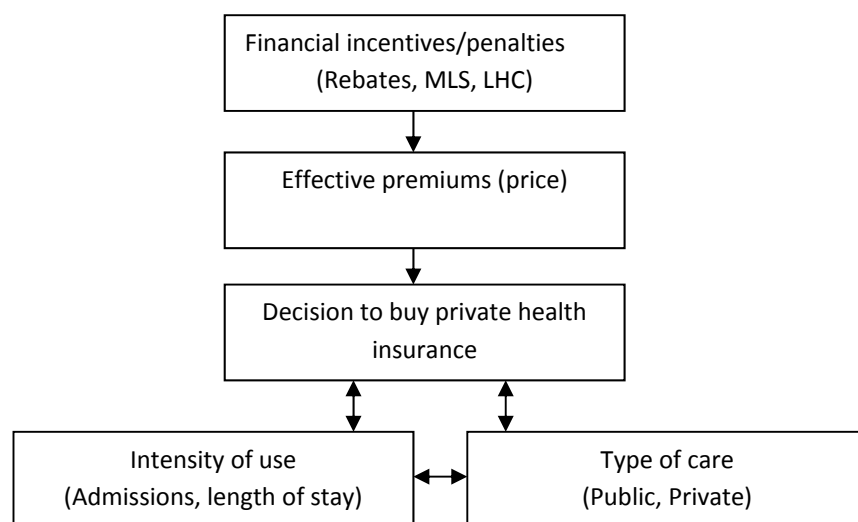 Financial incentives/penalties
(Rebates, MLS, LHC)
Effective premiums (price)
Decision to buy private health
insurance
Intensity of use
(Admissions, length of stay)
Type of care
(Public, Private)